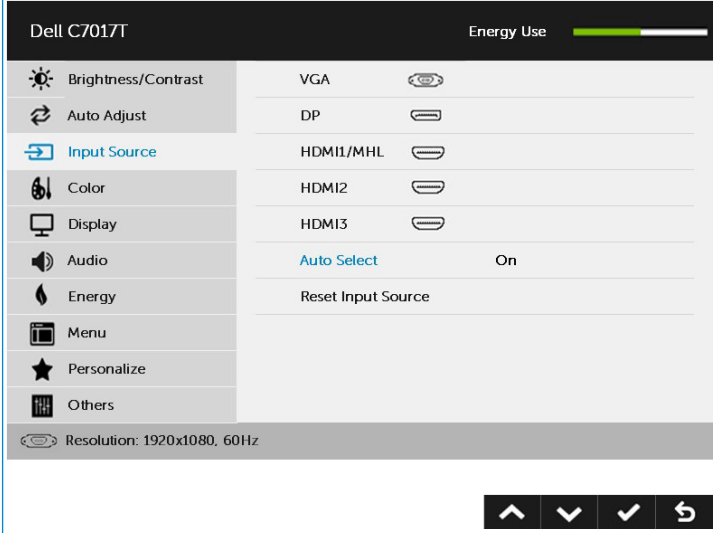 Dell C7017T Energy Use
Brightness/Contrast VGA
Auto Adjust DP
Input Source HDMI1/MHL
Color HDMI2
Display HDMI3
Audio Auto Select On
Energy Reset Input Source
Menu
Personalize
Others
Resolution: 1920x1080, 60Hz